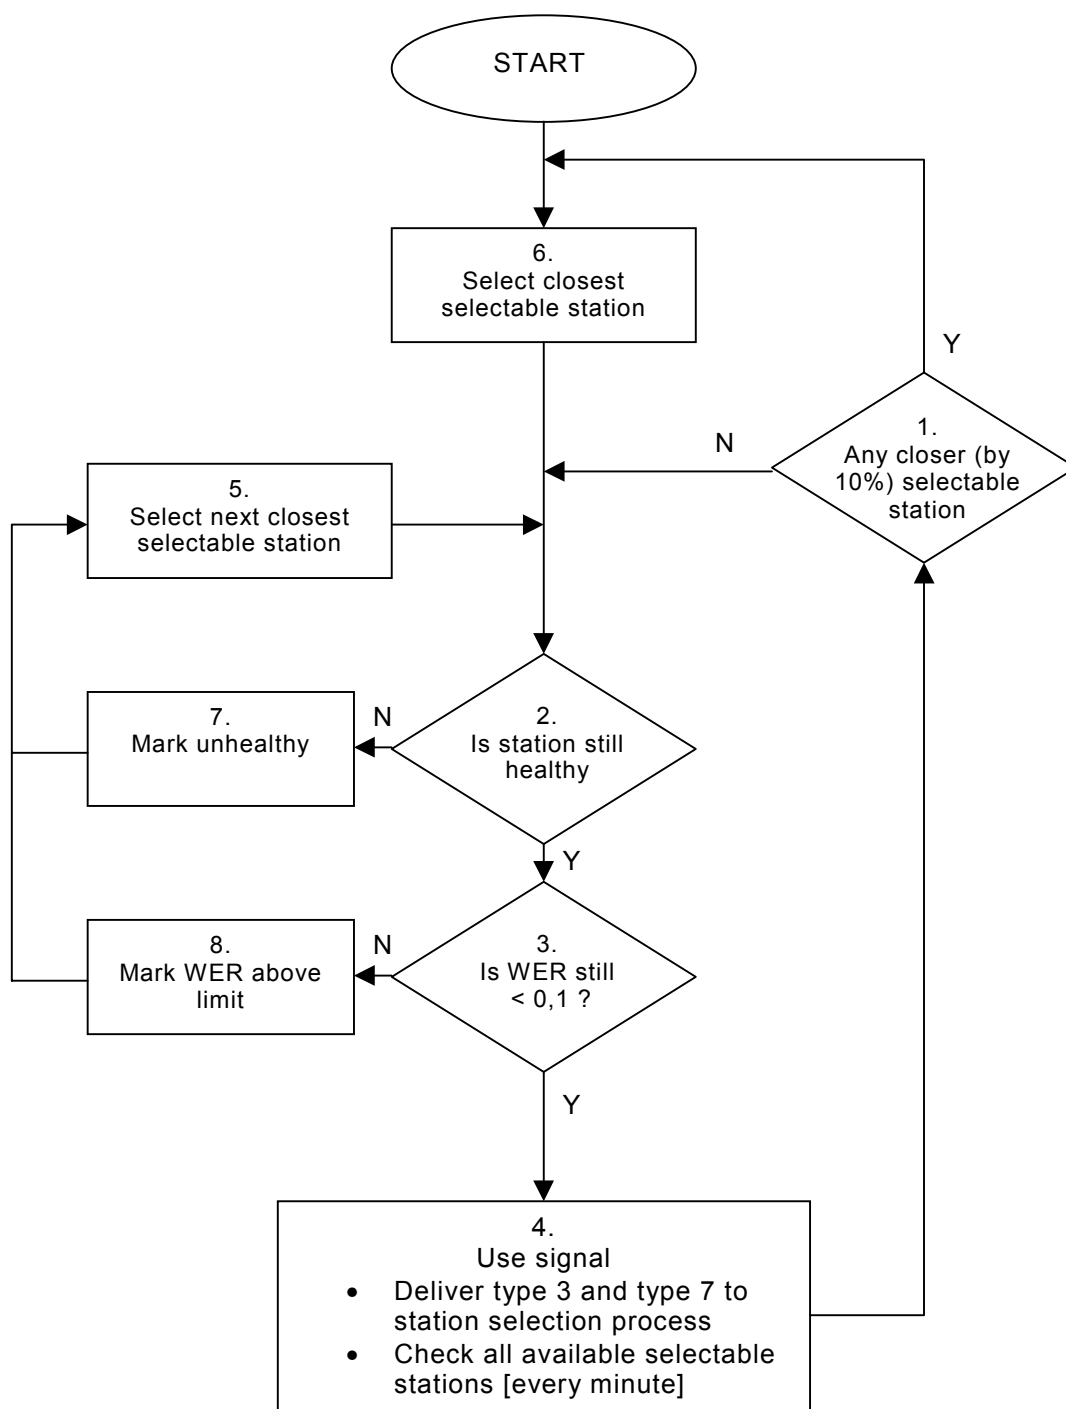 START
6.
Select closest
selectable station
Y
1.
Any closer (by
10%) selectable
station
N
5.
Select next closest
selectable station
7.
Mark unhealthy
N
2.
Is station still
healthy
Y
8.
Mark WER above
limit
N
3.
Is WER still
< 0,1 ?
Y
4.
Use signal
• Deliver type 3 and type 7 to
station selection process
• Check all available selectable
stations [every minute]